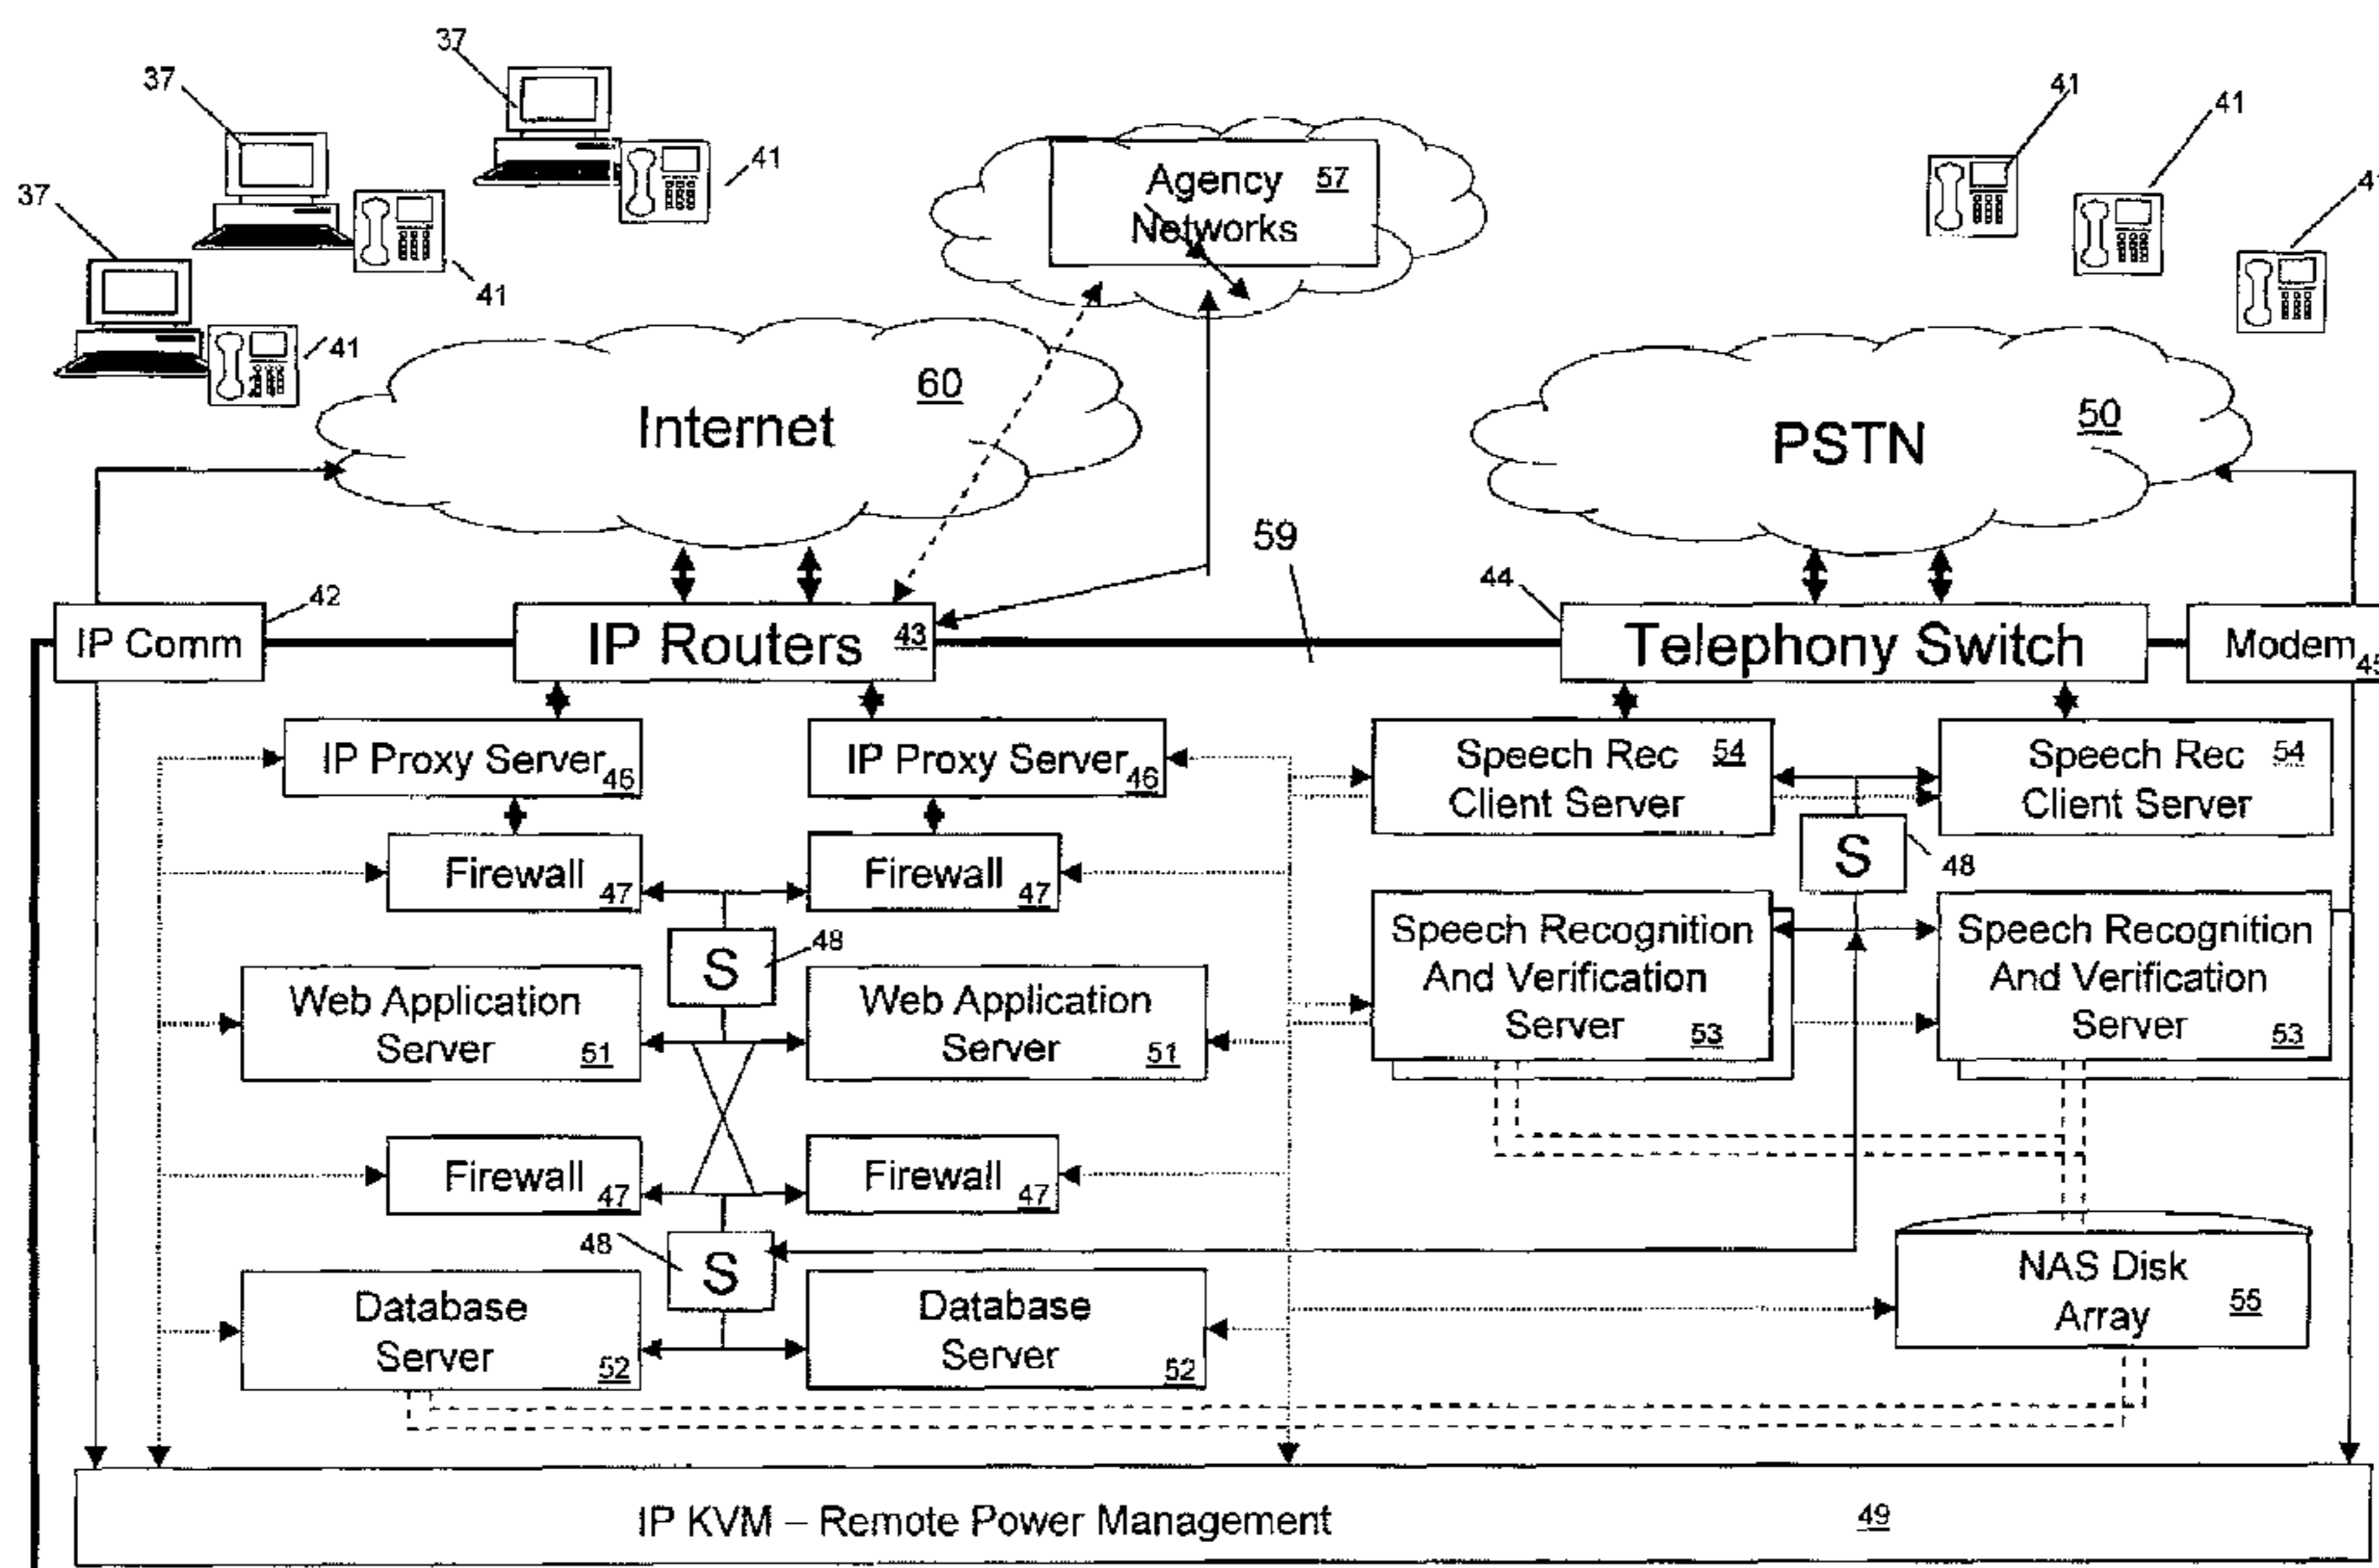 37
37
37
41
41
41
Agency 57
Networks
41
41
41
60
Internet
50
PSTN
59
42
44
IP Comm
IP Routers 43
Telephony Switch
Modem 45
IP Proxy Server 46
IP Proxy Server 46
Speech Rec 54
Client Server
Speech Rec 54
Client Server
Firewall 47
Firewall 47
S
48
S
48
Speech Recognition
And Verification
Server 53
Speech Recognition
And Verification
Server 53
Web Application
Server 51
Web Application
Server 51
Firewall 47
Firewall 47
48
S
Database
Server 52
Database
Server 52
NAS Disk
Array 55
IP KVM – Remote Power Management 49